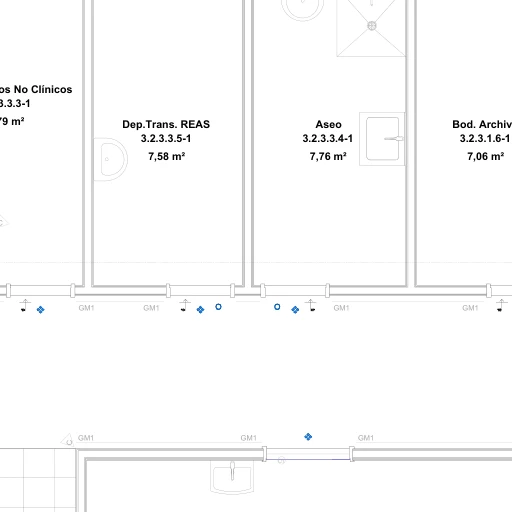 os No Clínicos
3.3.3-1
79 m²
Dep.Trans. REAS
3.2.3.3.5-1
7,58 m²
Aseo
3.2.3.3.4-1
7,76 m²
Bod. Archiv
3.2.3.1.6-1
7,06 m²
GM1
GM1
GM1
GM1
GM1
GM1
GM1